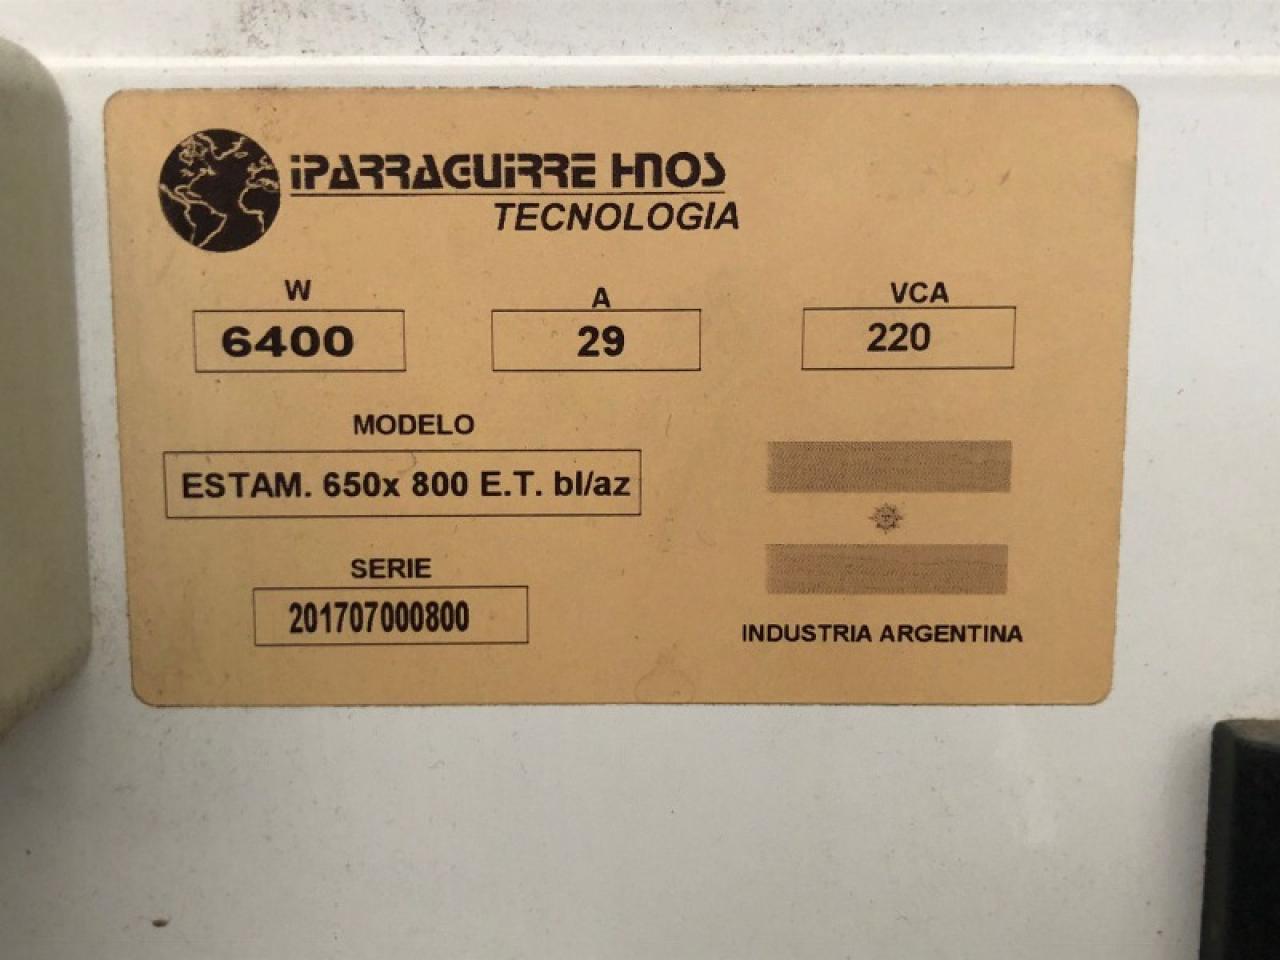 IPARRAGUIRRE HNOS
TECNOLOGIA
W A VCA
6400 29 220
MODELO
ESTAM. 650x 800 E.T. bl/az
SERIE
201707000800
INDUSTRIA ARGENTINA